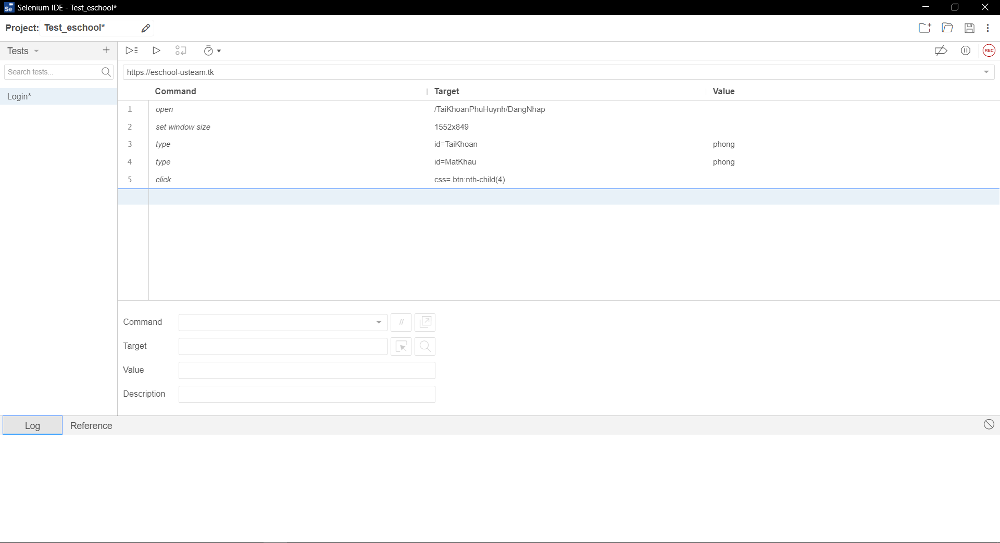 Selenium IDE - Test_eschool*
Project: Test_eschool*
Tests
REC
Search tests...
https://eschool-usteam.tk
Login*
Command Target Value
1 open /TaiKhoanPhuHuynh/DangNhap
2 set window size 1552x849
3 type id=TaiKhoan phong
4 type id=MatKhau phong
5 click css=.btn:nth-child(4)
Command //
Target
Value
Description
Log Reference